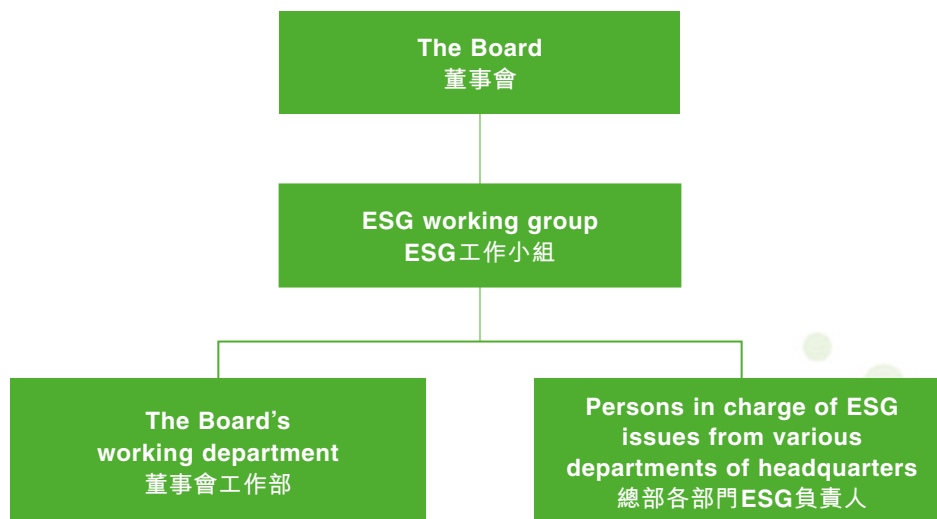 The Board
董事會
ESG working group
ESG工作小組
The Board's
working department
董事會工作部
Persons in charge of ESG
issues from various
departments of headquarters
總部各部門ESG負責人